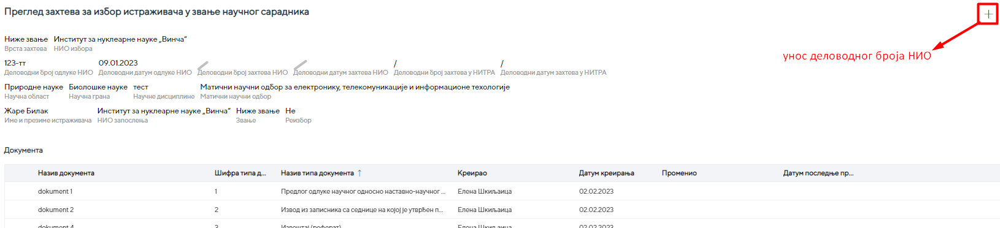 Преглед захтева за избор истраживача у звање научног сарадника
унос деловодног броја НИО
Ниже звање Институт за нуклеарне науке „Винча“
Врста захтева НИО избора
123-тт 09.01.2023 / / / /
Деловодни број одлуке НИО Деловодни датум одлуке НИО Деловодни број захтева НИО Деловодни датум захтева НИО Деловодни број захтева у НИТРА Деловодни датум захтева у НИТРА
Природне науке Биолошке науке тест Матични научни одбор за електронику, телекомуникације и информационе техологије
Научна област Научна грана Научне дисциплине Матични научни одбор
Жаре Билак Институт за нуклеарне науке „Винча“ Ниже звање Не
Име и презиме истраживача НИО запослења Звање Реизбор
Документа
Назив документа Шифра типа д... Назив типа документа ↑ Креирао Датум креирања Променио Датум последње пр...
dokument 1 1 Предлог одлуке научног односно наставно-научног ... Елена Шкиљаица 02.02.2023
dokument 2 2 Извод из записника са седнице на којој је утврђен п... Елена Шкиљаица 02.02.2023
dokument 4 3 Извештај (реферат) Елена Шкиљаица 02.02.2023